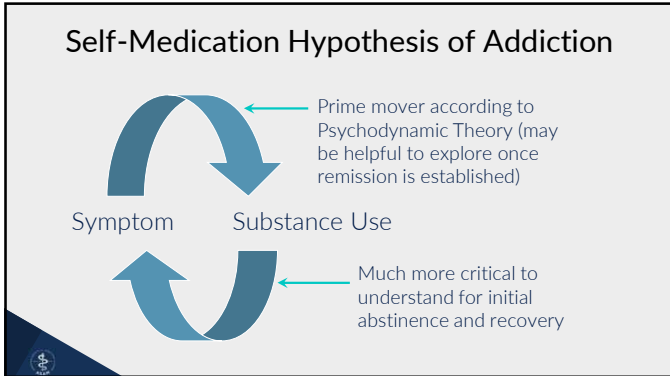 Self-Medication Hypothesis of Addiction
Prime mover according to
Psychodynamic Theory (may
be helpful to explore once
remission is established)
Symptom
Substance Use
Much more critical to
understand for initial
abstinence and recovery